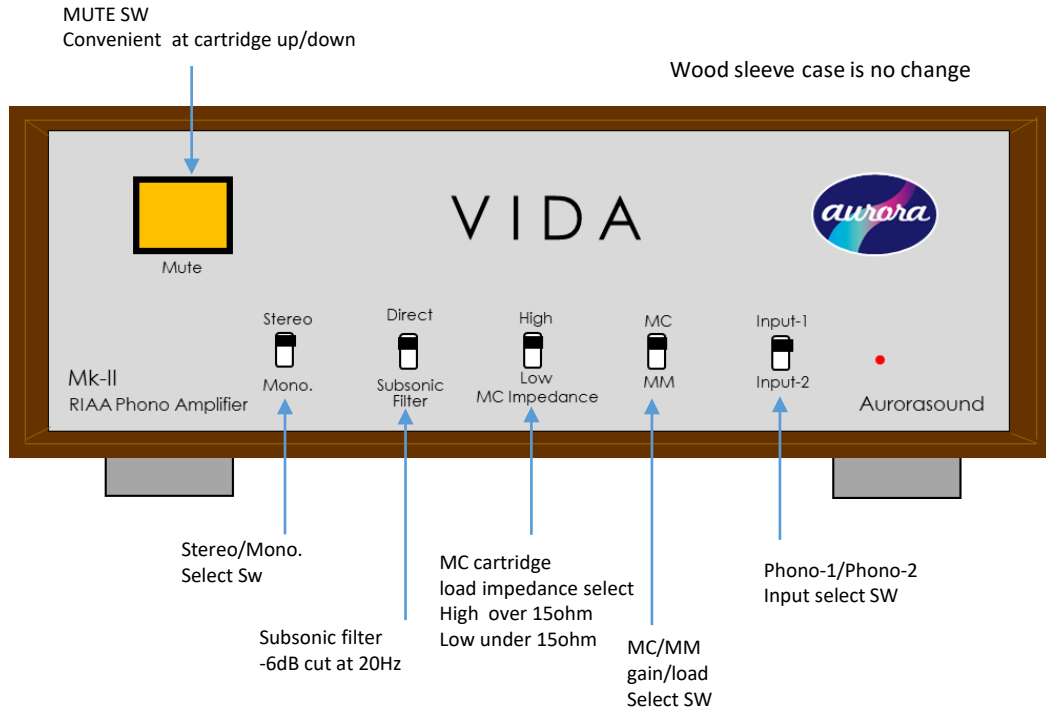 MUTE SW
Convenient at cartridge up/down
Wood sleeve case is no change
VIDA
aurora
Mute
Stereo
Direct
High
MC
Input-1
Mk-II
Mono.
Subsonic
Filter
Low
MC Impedance
MM
Input-2
RIAA Phono Amplifier
Aurorasound
Stereo/Mono.
Select Sw
Subsonic filter
-6dB cut at 20Hz
MC cartridge
load impedance select
High over 15ohm
Low under 15ohm
MC/MM
gain/load
Select SW
Phono-1/Phono-2
Input select SW